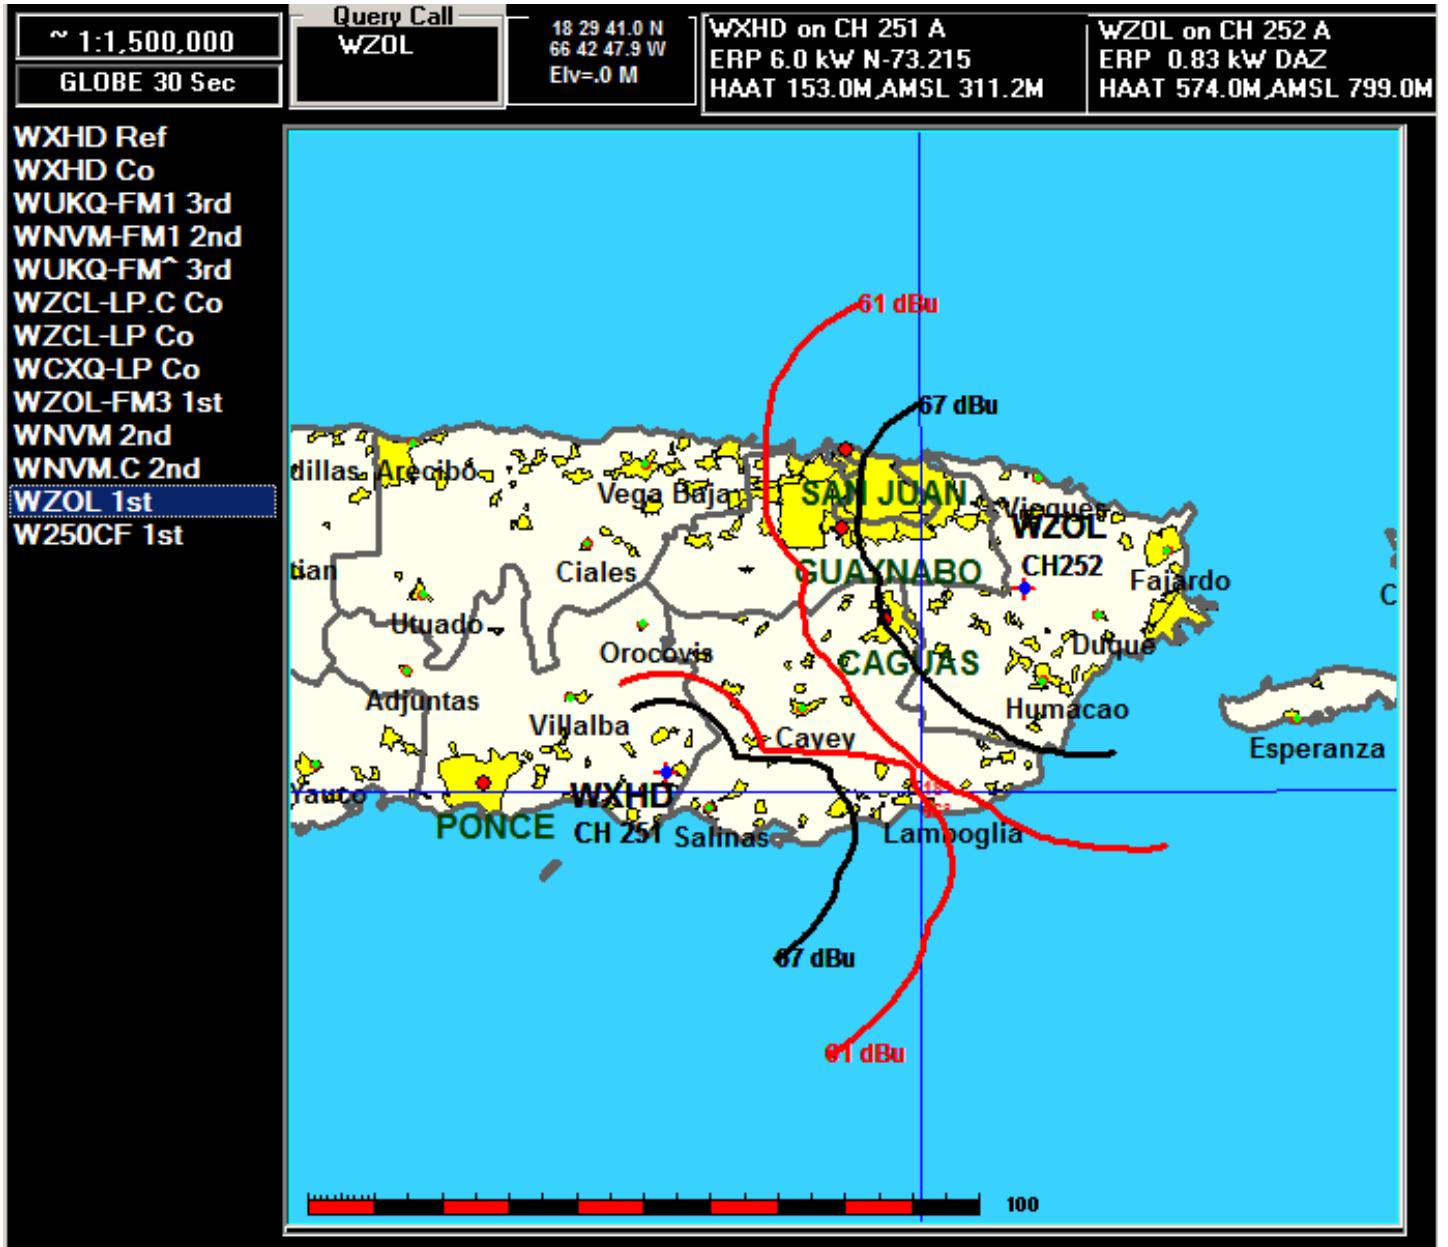 ~ 1:1,500,000
GLOBE 30 Sec
Query Call
WZOL
18 29 41.0 N
66 42 47.9 W
Elv=.0 M
WXHD on CH 251 A
ERP 6.0 kW N-73.215
HAAT 153.0M,AMSL 311.2M
WZOL on CH 252 A
ERP 0.83 kW DAZ
HAAT 574.0M,AMSL 799.0M
WXHD Ref
WXHD Co
WUKQ-FM1 3rd
WNVM-FM1 2nd
WUKQ-FM^ 3rd
WZCL-LP.C Co
WZCL-LP Co
WCXQ-LP Co
WZOL-FM3 1st
WNVM 2nd
WNVM.C 2nd
WZOL 1st
W250CF 1st
61 dBu
67 dBu
dillas
Arecibo
Vega Baja
SAN JUAN
Vieques
WZOL
CH252
tian
Ciales
GUAYNABO
Fajardo
C
Utuado
Orocovis
CAGUAS
Duque
Adjuntas
Villalba
Cayey
Humacao
Esperanza
Yauco
WXHD
PONCE
CH 251
Salinas
Lamboglia
67 dBu
61 dBu
100